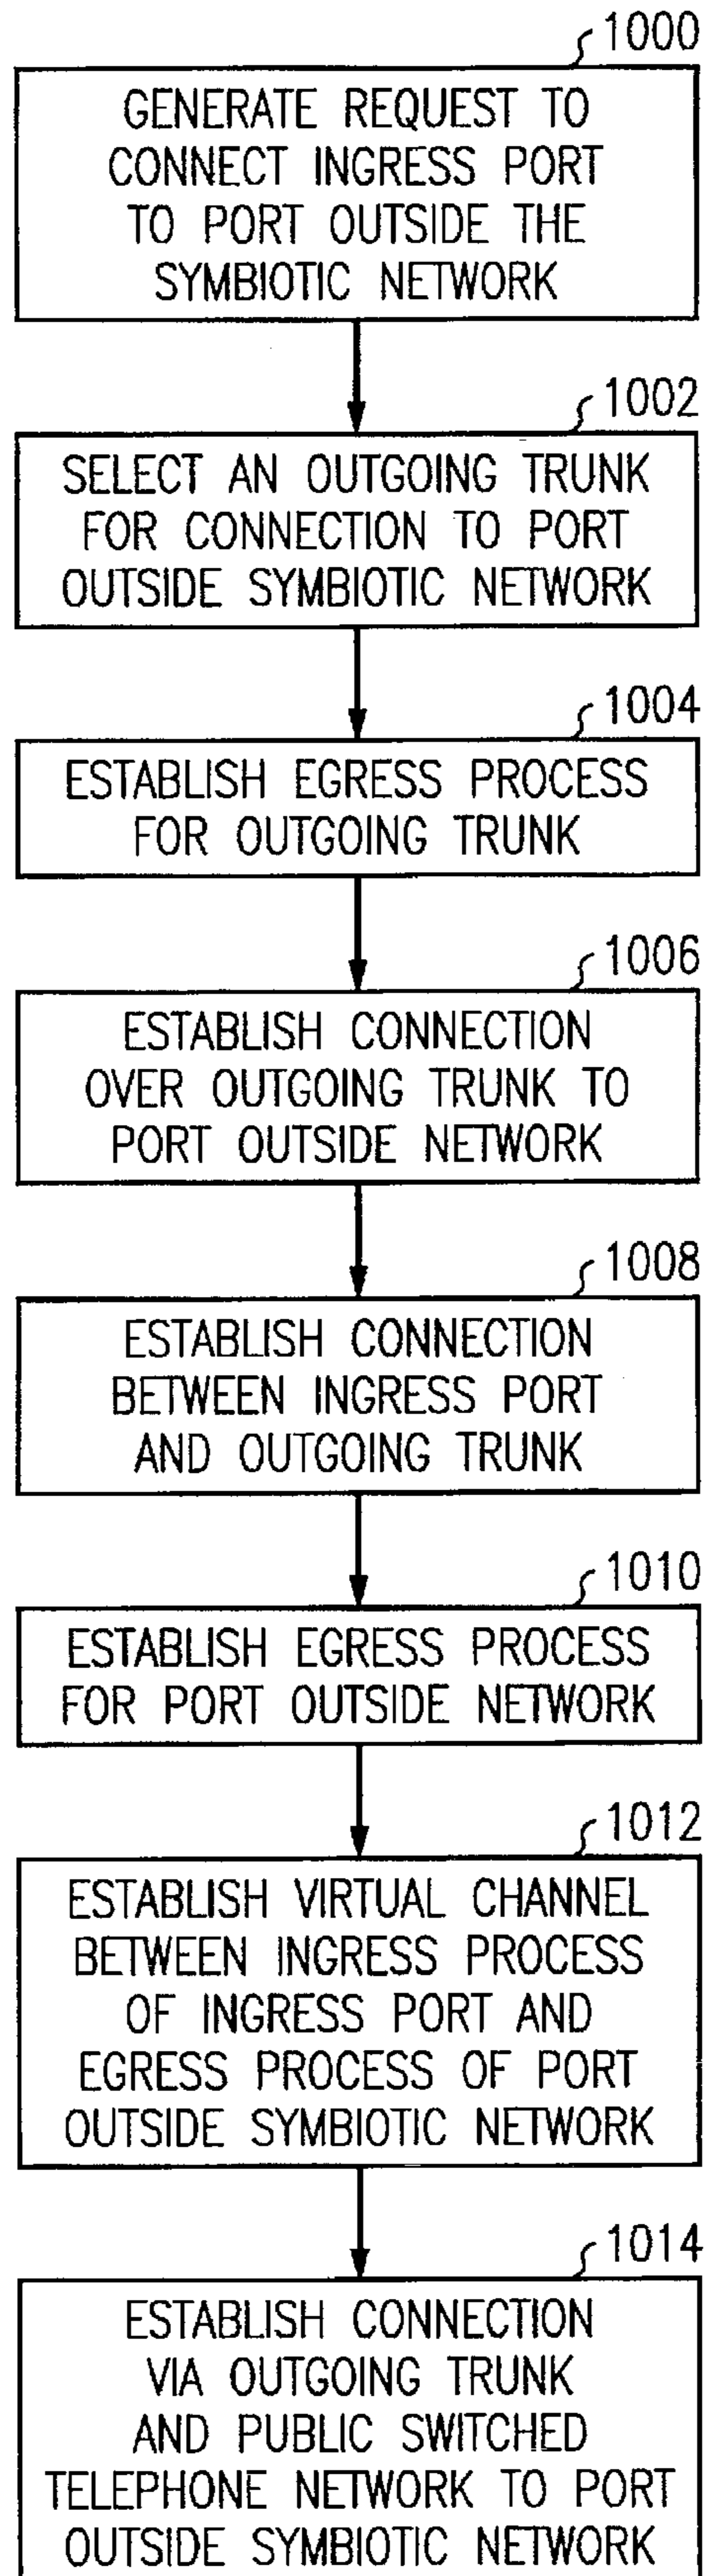 1000
GENERATE REQUEST TO
CONNECT INGRESS PORT
TO PORT OUTSIDE THE
SYMBIOTIC NETWORK
1002
SELECT AN OUTGOING TRUNK
FOR CONNECTION TO PORT
OUTSIDE SYMBIOTIC NETWORK
1004
ESTABLISH EGRESS PROCESS
FOR OUTGOING TRUNK
1006
ESTABLISH CONNECTION
OVER OUTGOING TRUNK TO
PORT OUTSIDE NETWORK
1008
ESTABLISH CONNECTION
BETWEEN INGRESS PORT
AND OUTGOING TRUNK
1010
ESTABLISH EGRESS PROCESS
FOR PORT OUTSIDE NETWORK
1012
ESTABLISH VIRTUAL CHANNEL
BETWEEN INGRESS PROCESS
OF INGRESS PORT AND
EGRESS PROCESS OF PORT
OUTSIDE SYMBIOTIC NETWORK
1014
ESTABLISH CONNECTION
VIA OUTGOING TRUNK
AND PUBLIC SWITCHED
TELEPHONE NETWORK TO PORT
OUTSIDE SYMBIOTIC NETWORK